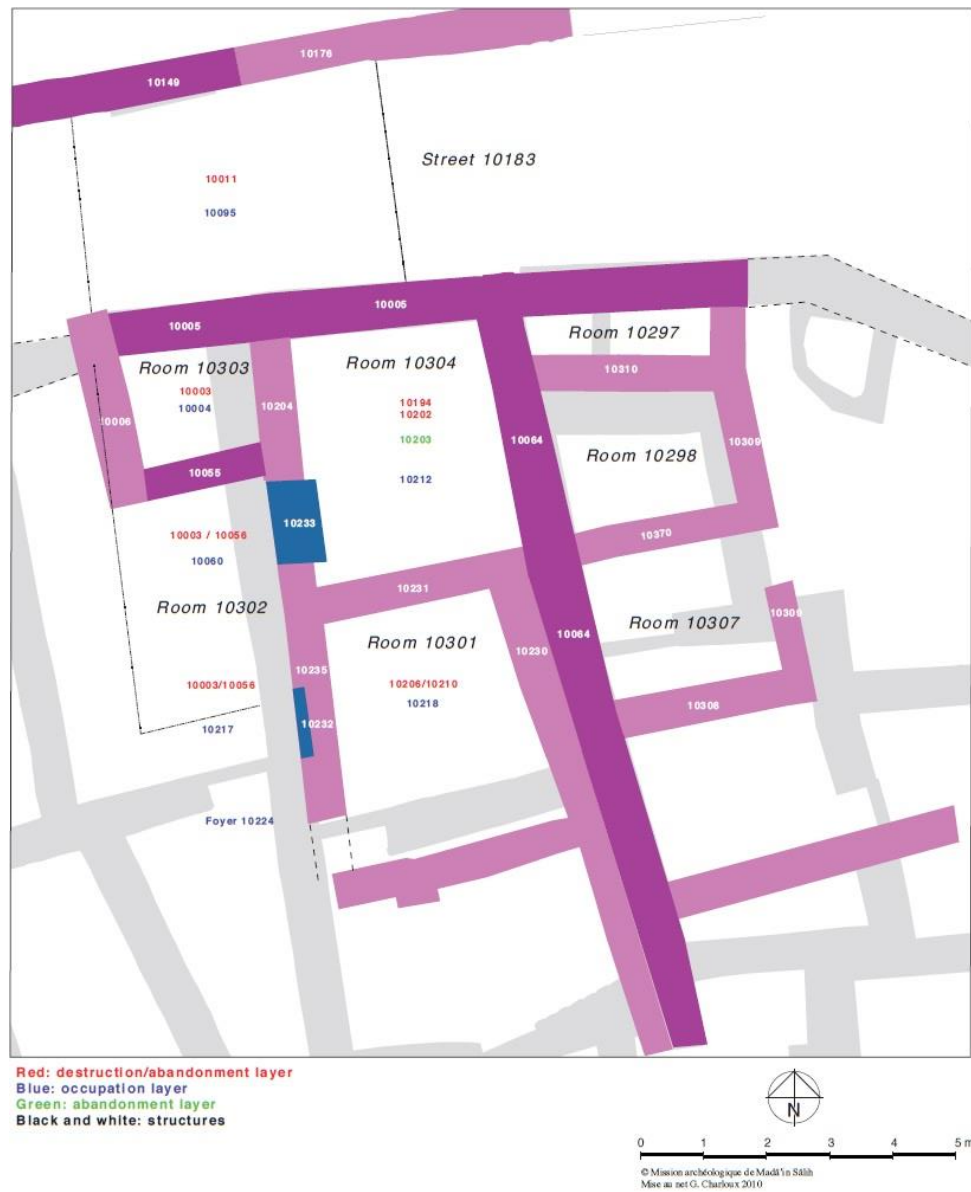 10149
10176
Street 10183
10011
10095
10005
10005
Room 10297
Room 10303
Room 10304
10310
10003
10004
10006
10204
10194
10202
10203
10064
10309
10055
10212
Room 10298
10233
10003 / 10056
10060
10370
10231
Room 10302
10309
Room 10307
Room 10301
10064
10230
10235
10003/10056
10206/10210
10218
10308
10232
10217
Foyer 10224
Red: destruction/abandonment layer
Blue: occupation layer
Green: abandonment layer
Black and white: structures
N
0 1 2 3 4 5 m
© Mission archéologique de Madâ'in Sâlih
Mise au net G. Charloux 2010